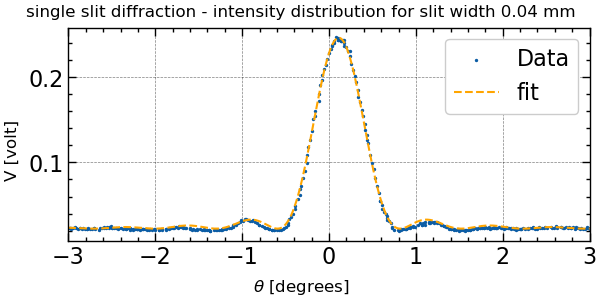 single slit diffraction - intensity distribution for slit width 0.04 mm
V [volt]
0.2
0.1
Data
fit
−3 −2 −1 0 1 2 3
θ [degrees]